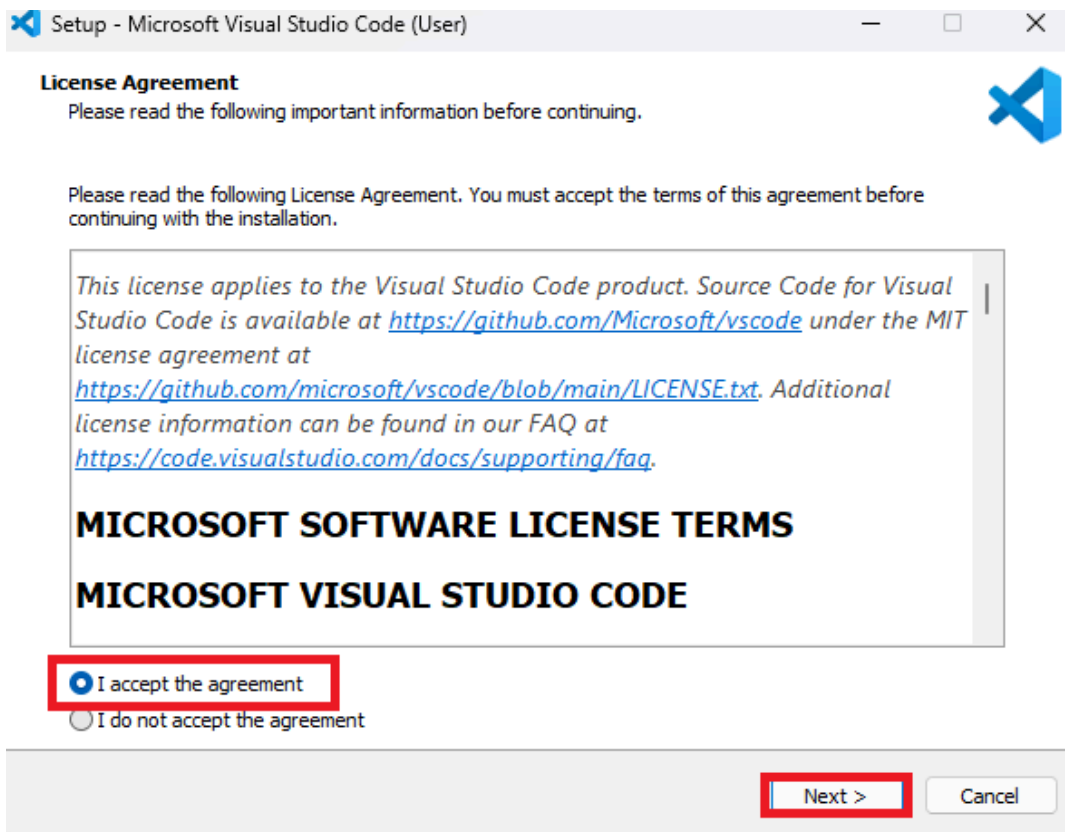 Setup - Microsoft Visual Studio Code (User)
License Agreement
Please read the following important information before continuing.
Please read the following License Agreement. You must accept the terms of this agreement before
continuing with the installation.
This license applies to the Visual Studio Code product. Source Code for Visual
Studio Code is available at https://github.com/Microsoft/vscode under the MIT
license agreement at
https://github.com/microsoft/vscode/blob/main/LICENSE.txt. Additional
license information can be found in our FAQ at
https://code.visualstudio.com/docs/supporting/faq.
MICROSOFT SOFTWARE LICENSE TERMS
MICROSOFT VISUAL STUDIO CODE
I accept the agreement
I do not accept the agreement
Next > Cancel